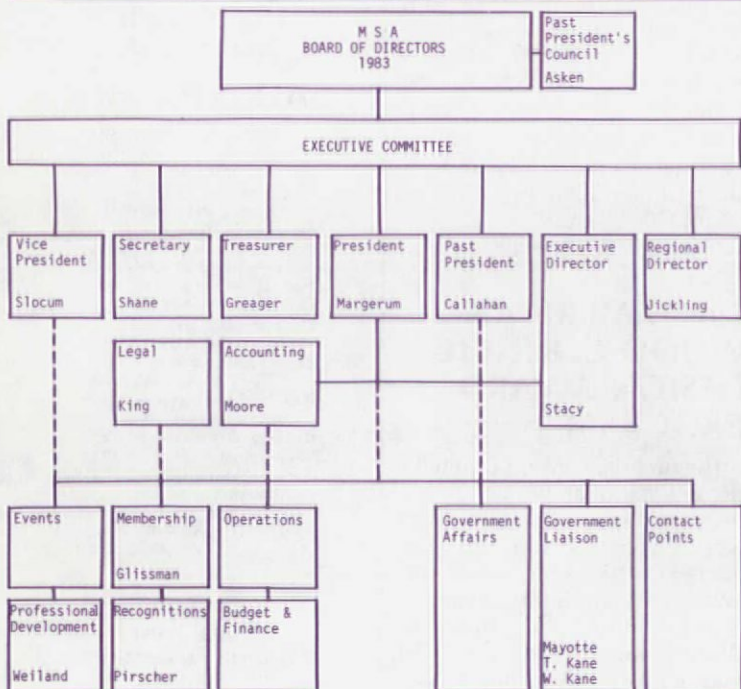 M S A
BOARD OF DIRECTORS
1983
Past
President's
Council
Asken
EXECUTIVE COMMITTEE
Vice
President
Slocum
Secretary
Shane
Treasurer
Greager
President
Margerum
Past
President
Callahan
Executive
Director
Regional
Director
Jickling
Legal
King
Accounting
Moore
Stacy
Events
Membership
Glissman
Operations
Government
Affairs
Government
Liaison
Mayotte
T. Kane
W. Kane
Contact
Points
Professional
Development
Weiland
Recognitions
Pirscher
Budget &
Finance